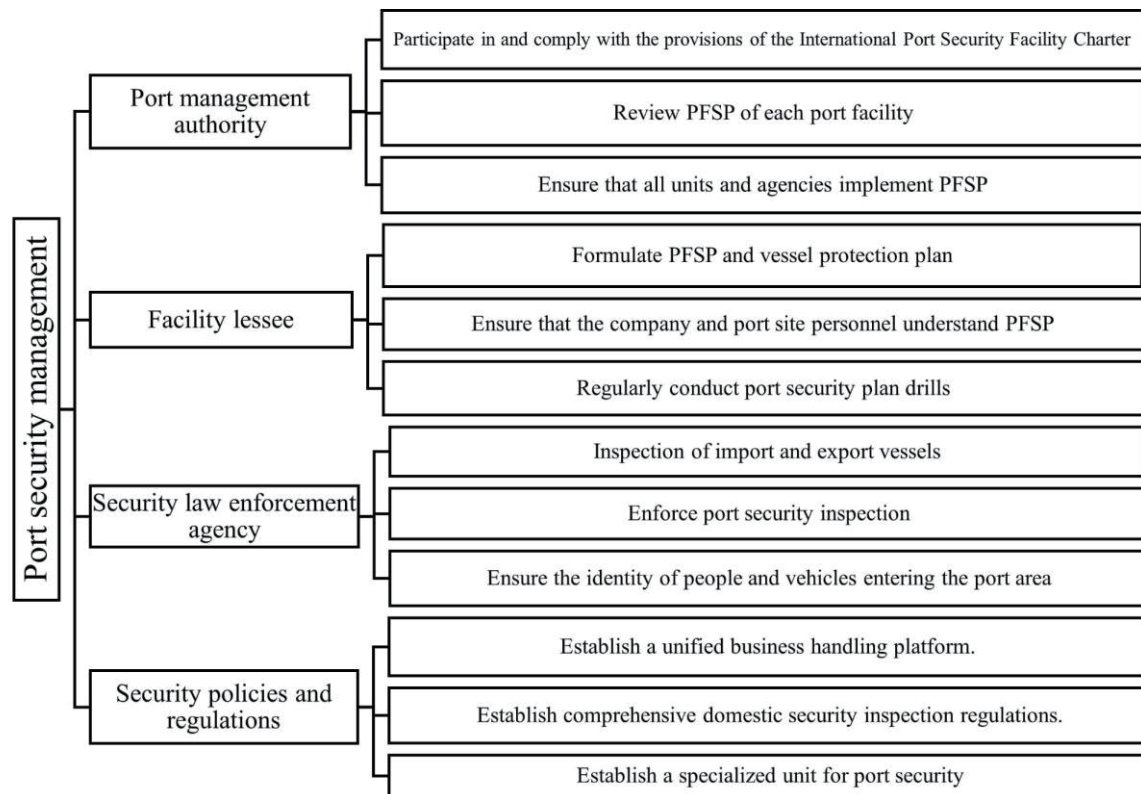 Port security management
Port management
authority
Participate in and comply with the provisions of the International Port Security Facility Charter
Review PFSP of each port facility
Ensure that all units and agencies implement PFSP
Facility lessee
Formulate PFSP and vessel protection plan
Ensure that the company and port site personnel understand PFSP
Regularly conduct port security plan drills
Security law enforcement
agency
Inspection of import and export vessels
Enforce port security inspection
Ensure the identity of people and vehicles entering the port area
Security policies and
regulations
Establish a unified business handling platform.
Establish comprehensive domestic security inspection regulations.
Establish a specialized unit for port security